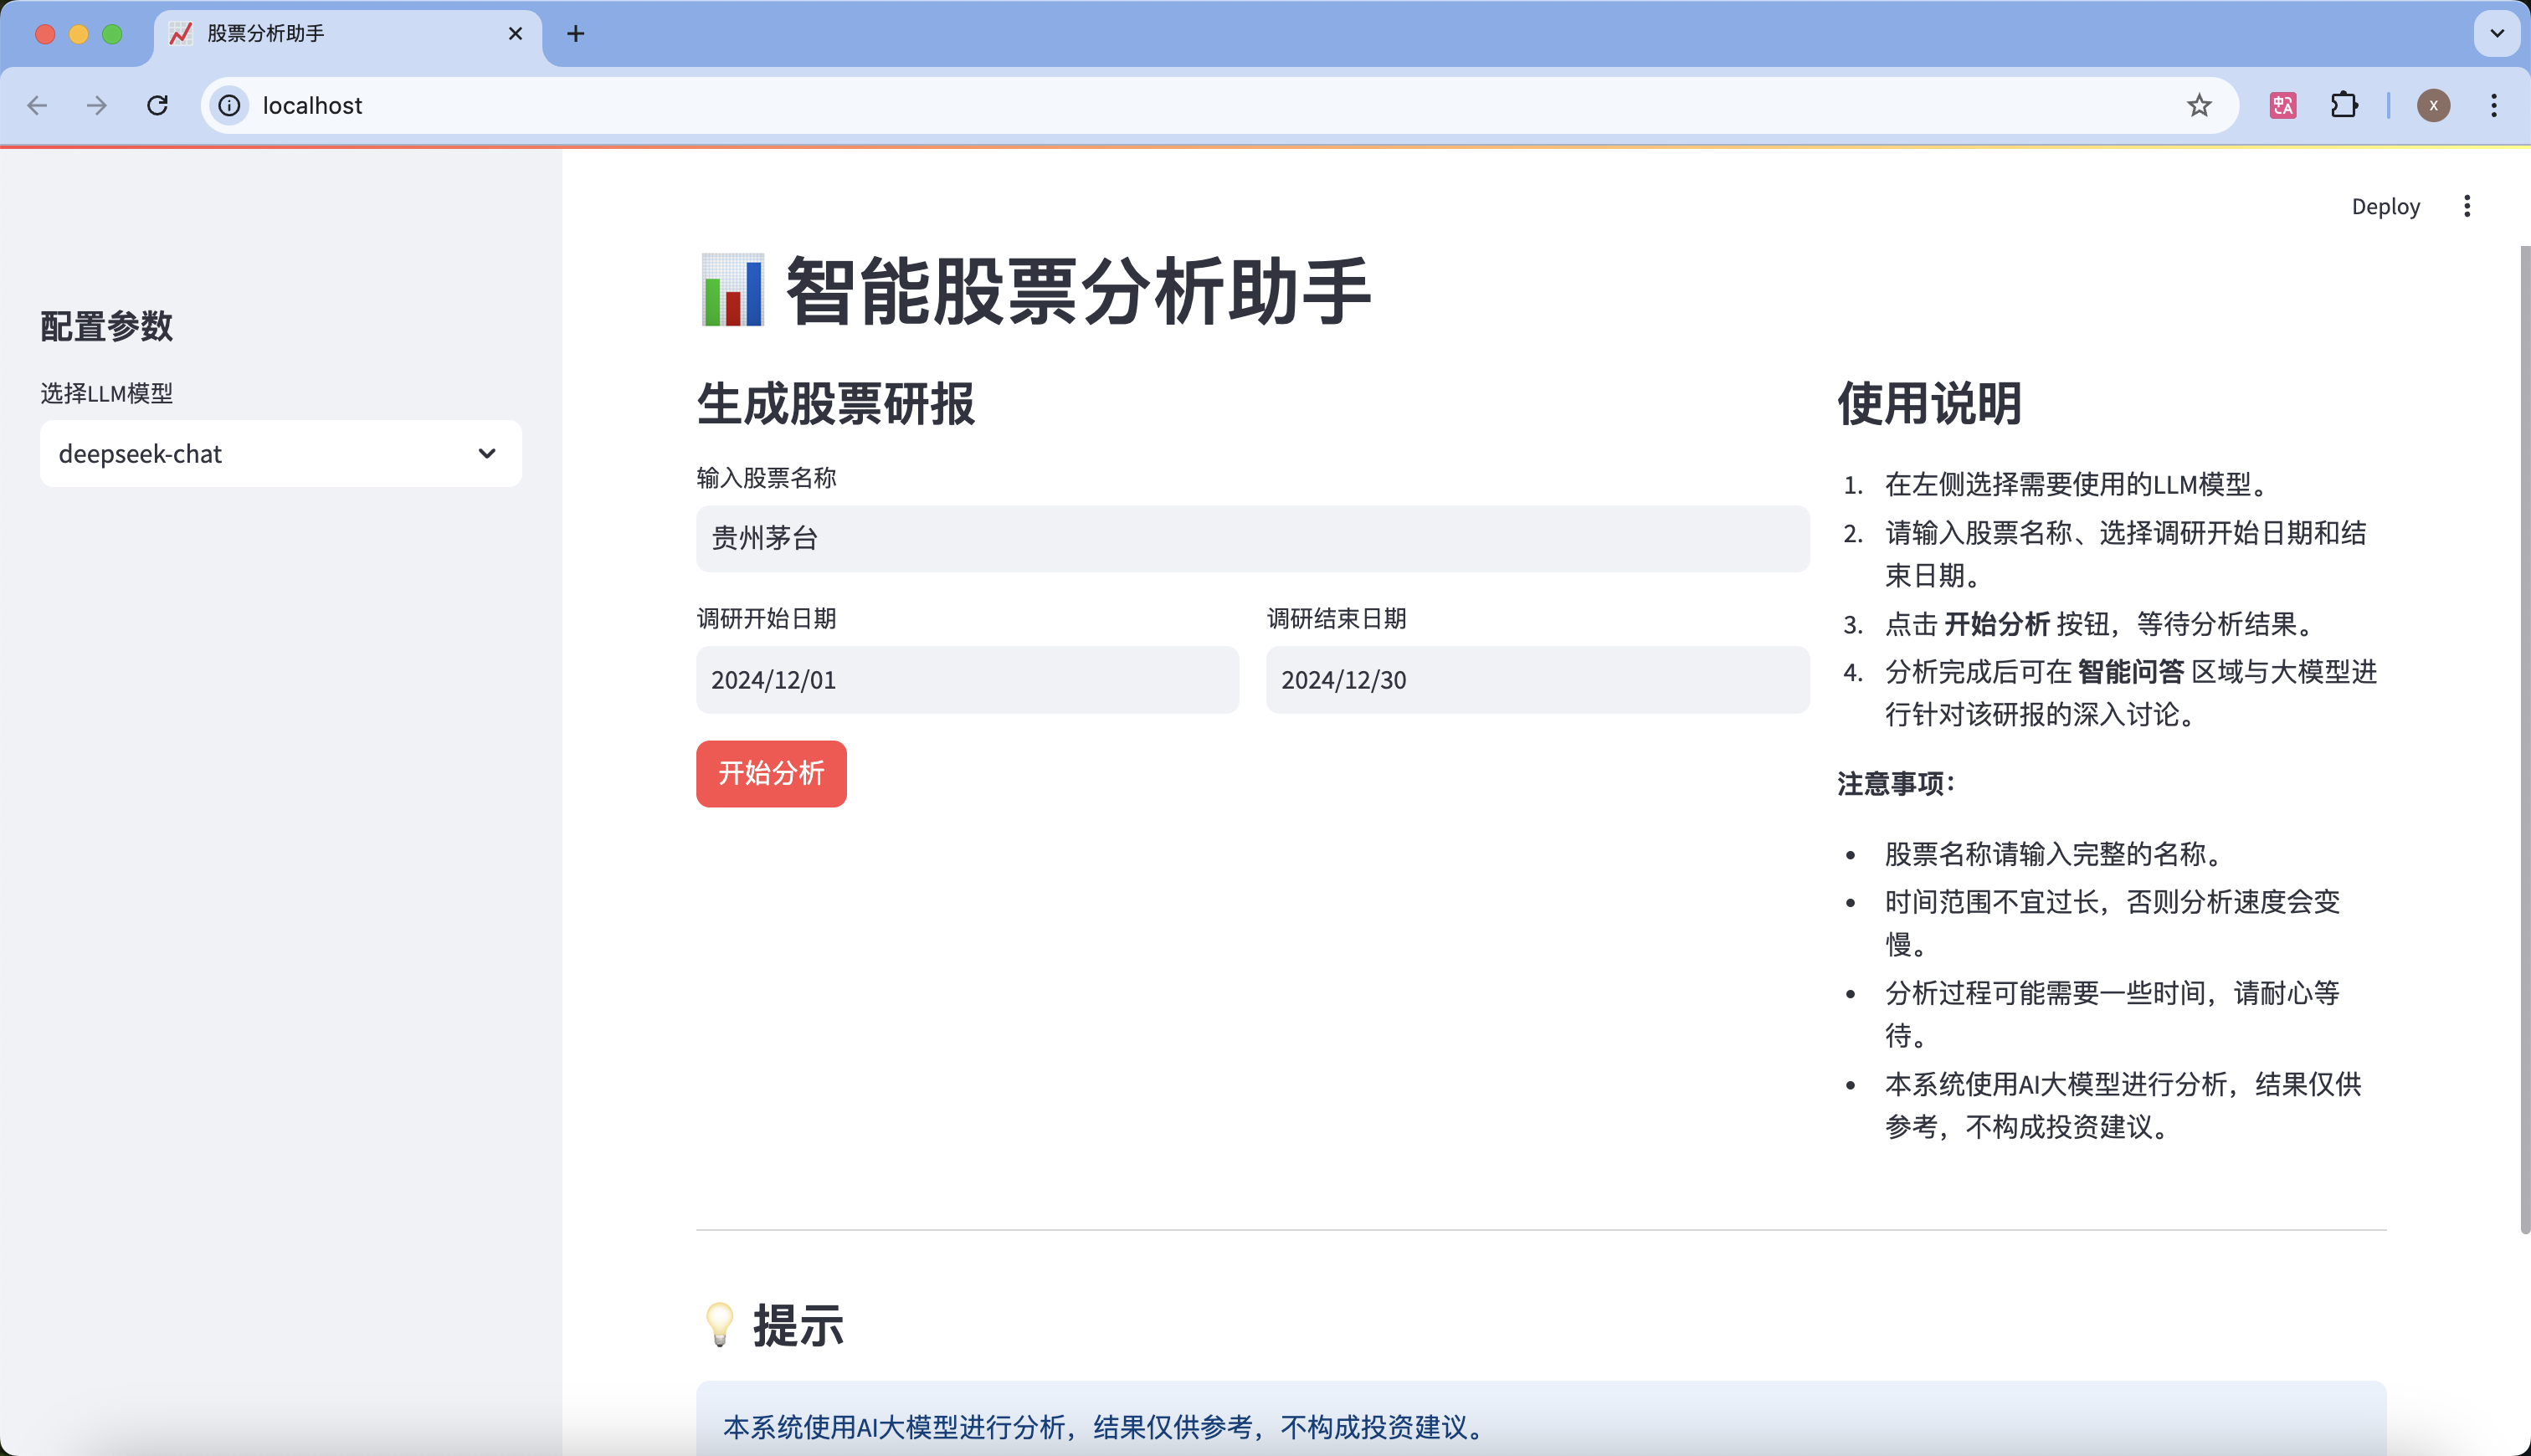 股票分析助手
localhost
x
Deploy
配置参数
选择LLM模型
deepseek-chat
智能股票分析助手
生成股票研报
输入股票名称
贵州茅台
调研开始日期
调研结束日期
2024/12/01
2024/12/30
开始分析
使用说明
1. 在左侧选择需要使用的LLM模型。
2. 请输入股票名称、选择调研开始日期和结
束日期。
3. 点击 开始分析 按钮，等待分析结果。
4. 分析完成后可在 智能问答 区域与大模型进
行针对该研报的深入讨论。
注意事项：
• 股票名称请输入完整的名称。
• 时间范围不宜过长，否则分析速度会变
慢。
• 分析过程可能需要一些时间，请耐心等
待。
• 本系统使用AI大模型进行分析，结果仅供
参考，不构成投资建议。
提示
本系统使用AI大模型进行分析，结果仅供参考，不构成投资建议。